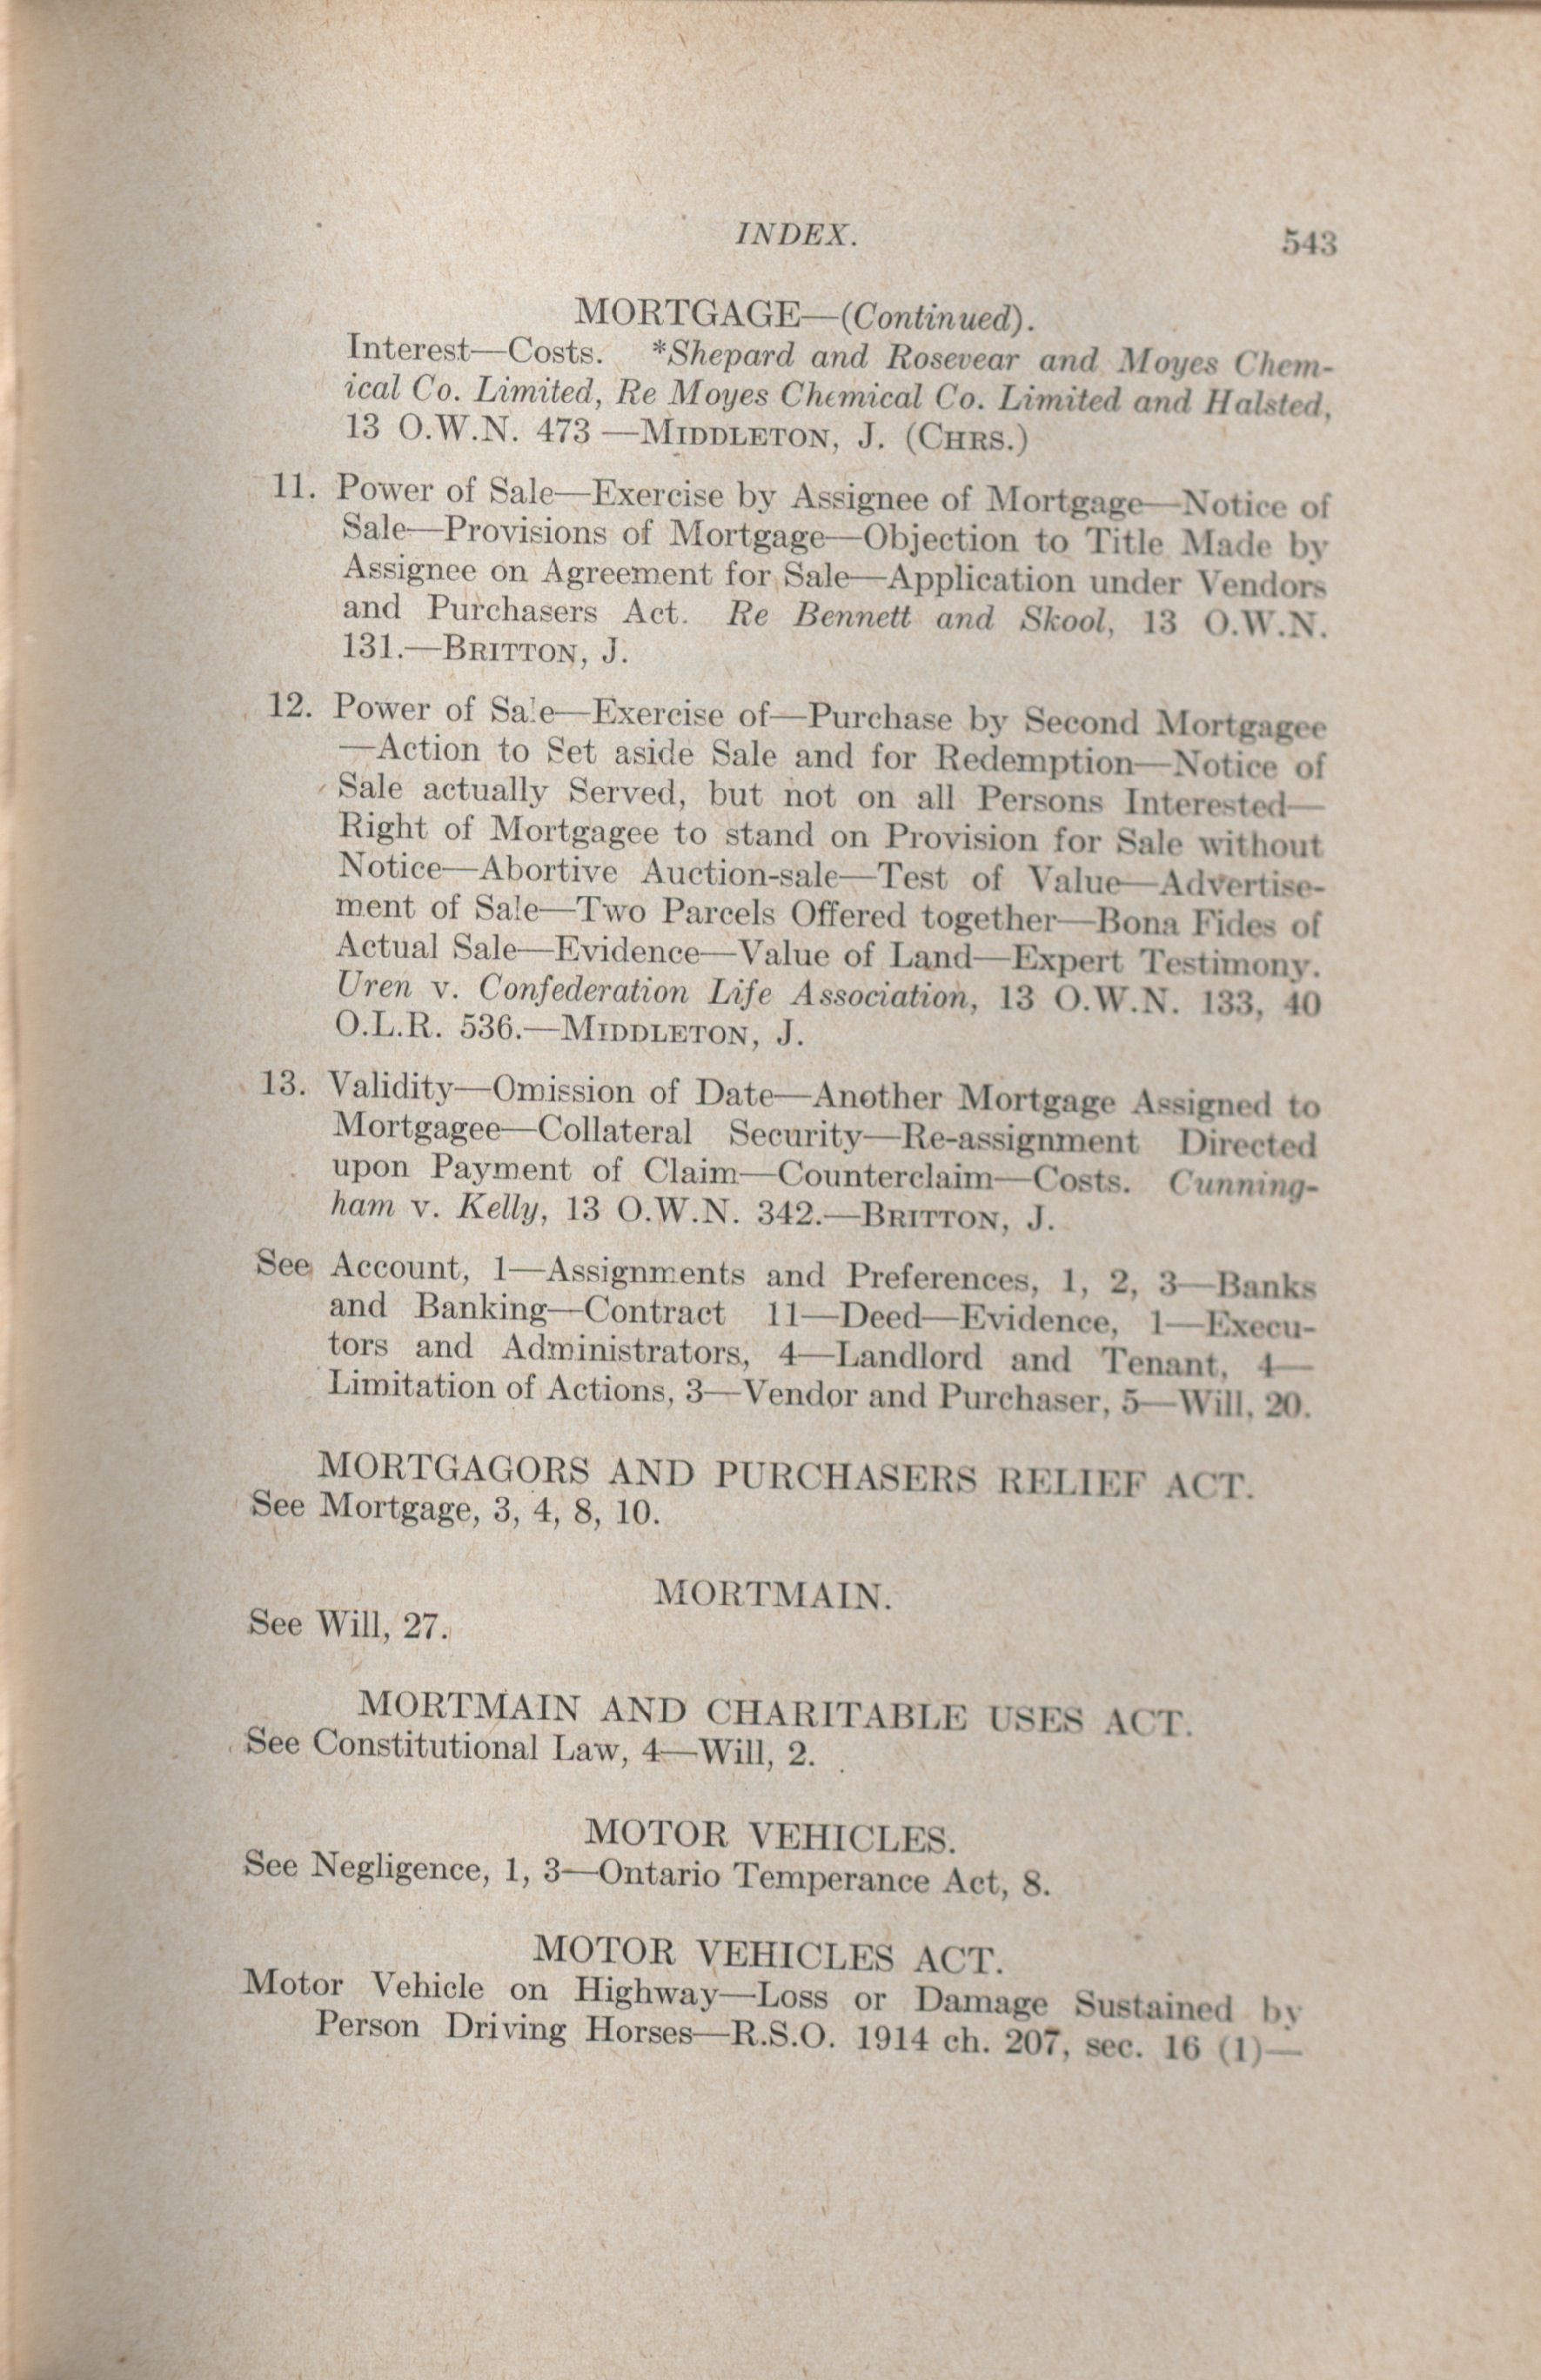 INDEX. 543
MORTGAGE—(Continued).
Interest—Costs. *Shepard and Rosevear and Moyes Chem-
ical Co. Limited, Re Moyes Chemical Co. Limited and Halsted,
13 O.W.N. 473 —MIDDLETON, J. (CHRS.)
11. Power of Sale—Exercise by Assignee of Mortgage—Notice of
Sale—Provisions of Mortgage—Objection to Title Made by
Assignee on Agreement for Sale—Application under Vendors
and Purchasers Act. Re Bennett and Skool, 13 O.W.N.
131.—BRITTON, J.
12. Power of Sale—Exercise of—Purchase by Second Mortgagee
—Action to Set aside Sale and for Redemption—Notice of
Sale actually Served, but not on all Persons Interested—
Right of Mortgagee to stand on Provision for Sale without
Notice—Abortive Auction-sale—Test of Value—Advertise-
ment of Sale—Two Parcels Offered together—Bona Fides of
Actual Sale—Evidence—Value of Land—Expert Testimony.
Uren v. Confederation Life Association, 13 O.W.N. 133, 40
O.L.R. 536.—MIDDLETON, J.
13. Validity—Omission of Date—Another Mortgage Assigned to
Mortgagee—Collateral Security—Re-assignment Directed
upon Payment of Claim—Counterclaim—Costs. Cunning-
ham v. Kelly, 13 O.W.N. 342.—BRITTON, J.
See Account, 1—Assignments and Preferences, 1, 2, 3—Banks
and Banking—Contract 11—Deed—Evidence, 1—Execu-
tors and Administrators, 4—Landlord and Tenant, 4—
Limitation of Actions, 3—Vendor and Purchaser, 5—Will, 20.
MORTGAGORS AND PURCHASERS RELIEF ACT.
See Mortgage, 3, 4, 8, 10.
MORTMAIN.
See Will, 27.
MORTMAIN AND CHARITABLE USES ACT.
See Constitutional Law, 4—Will, 2.
MOTOR VEHICLES.
See Negligence, 1, 3—Ontario Temperance Act, 8.
MOTOR VEHICLES ACT.
Motor Vehicle on Highway—Loss or Damage Sustained by
Person Driving Horses—R.S.O. 1914 ch. 207, sec. 16 (1)—